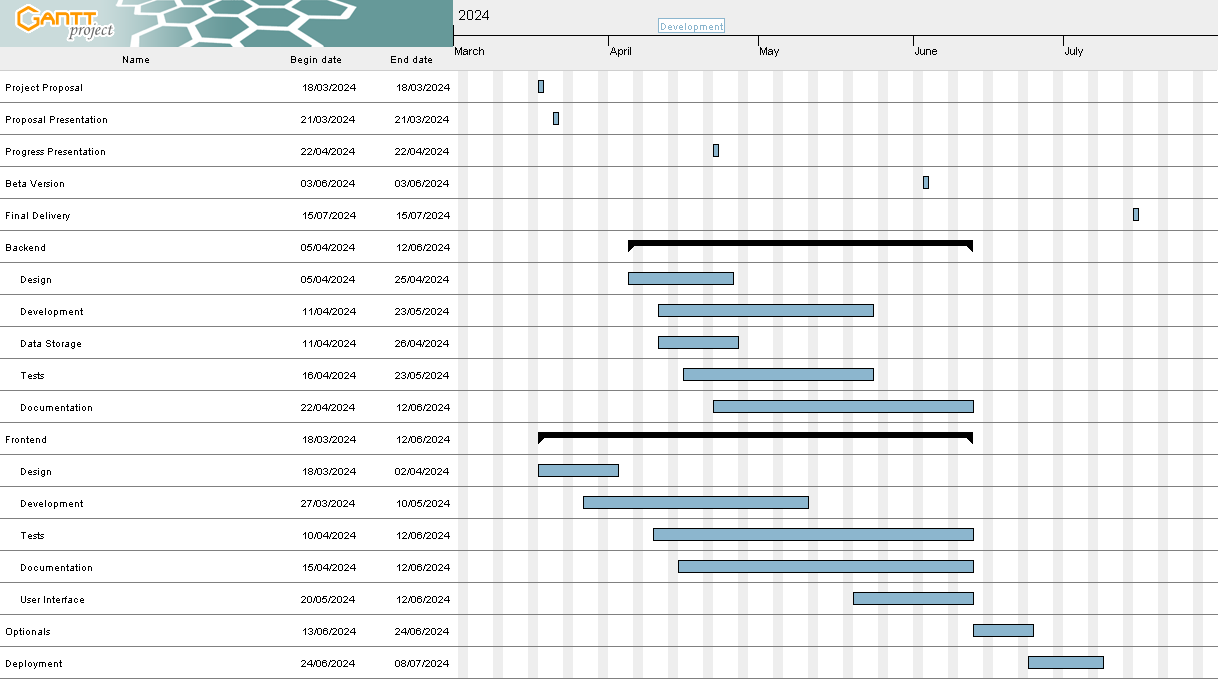 GANTT
project
2024
Development
March April May June July
Name Begin date End date
Project Proposal 18/03/2024 18/03/2024
Proposal Presentation 21/03/2024 21/03/2024
Progress Presentation 22/04/2024 22/04/2024
Beta Version 03/06/2024 03/06/2024
Final Delivery 15/07/2024 15/07/2024
Backend 05/04/2024 12/06/2024
Design 05/04/2024 25/04/2024
Development 11/04/2024 23/05/2024
Data Storage 11/04/2024 26/04/2024
Tests 16/04/2024 23/05/2024
Documentation 22/04/2024 12/06/2024
Frontend 18/03/2024 12/06/2024
Design 18/03/2024 02/04/2024
Development 27/03/2024 10/05/2024
Tests 10/04/2024 12/06/2024
Documentation 15/04/2024 12/06/2024
User Interface 20/05/2024 12/06/2024
Optionals 13/06/2024 24/06/2024
Deployment 24/06/2024 08/07/2024